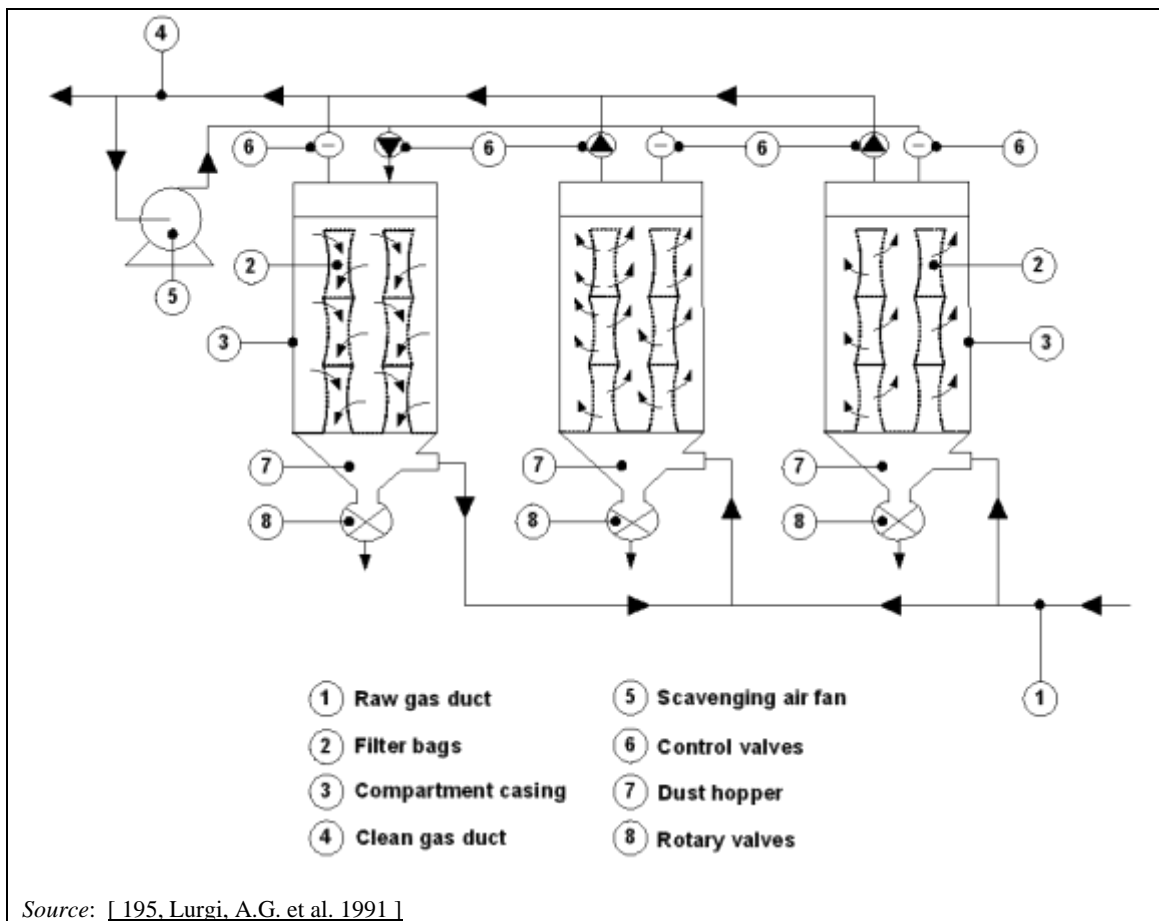 4
6
6
6
6
2
5
3
2
3
7
7
7
8
8
8
1
1 Raw gas duct
2 Filter bags
3 Compartment casing
4 Clean gas duct
5 Scavenging air fan
6 Control valves
7 Dust hopper
8 Rotary valves
Source: [ 195, Lurgi, A.G. et al. 1991 ]